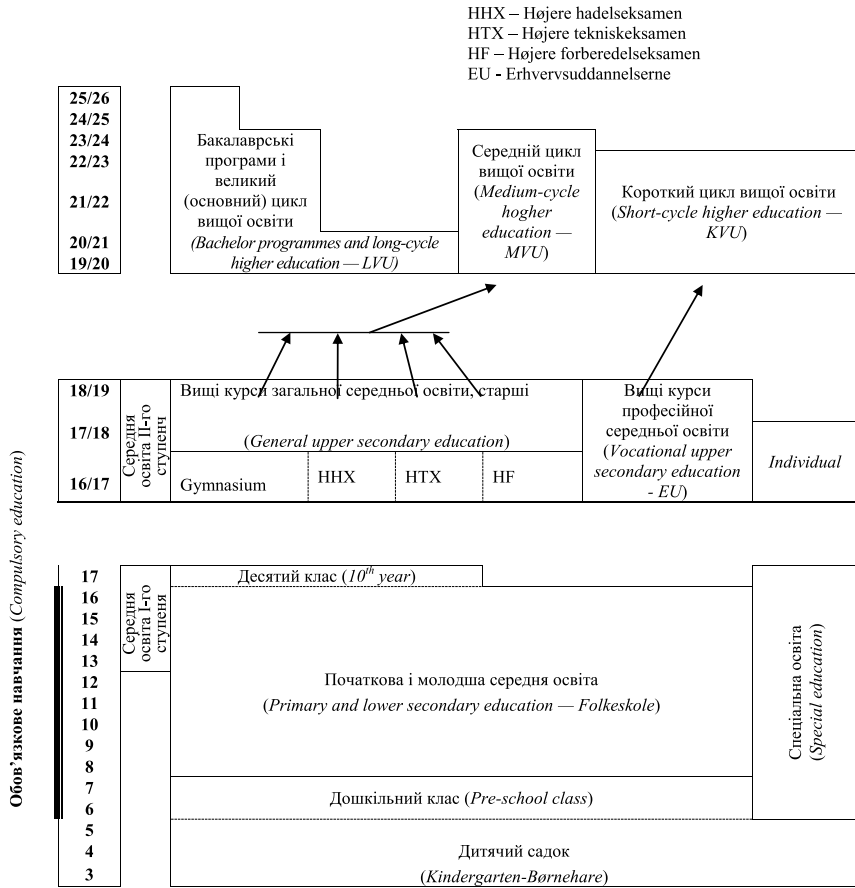 HHX – Højere hadelseksamen
HTX – Højere tekniskeksamen
HF – Højere forberedelseksamen
EU - Erhvervsuddannelserne
25/26
24/25
23/24
22/23
21/22
20/21
19/20
Бакалаврські
програми і
великий
(основний) цикл
вищої освіти
(Bachelor programmes and long-cycle
higher education — LVU)
Середній цикл
вищої освіти
(Medium-cycle
hogher
education —
MVU)
Короткий цикл вищої освіти
(Short-cycle higher education —
KVU)
18/19
17/18
16/17
Середня
освіта ІІ-го
ступенч
Вищі курси загальної середньої освіти, старші
(General upper secondary education)
Gymnasium
HHX
HTX
HF
Вищі курси
професійної
середньої освіти
(Vocational upper
secondary education
- EU)
Individual
Обов’язкове навчання (Compulsory education)
17
16
15
14
13
12
11
10
9
8
7
6
5
4
3
Середня
освіта І-го
ступеня
Десятий клас (10th year)
Початкова і молодша середня освіта
(Primary and lower secondary education — Folkeskole)
Дошкільний клас (Pre-school class)
Дитячий садок
(Kindergarten-Børnehare)
Спеціальна освіта
(Special education)